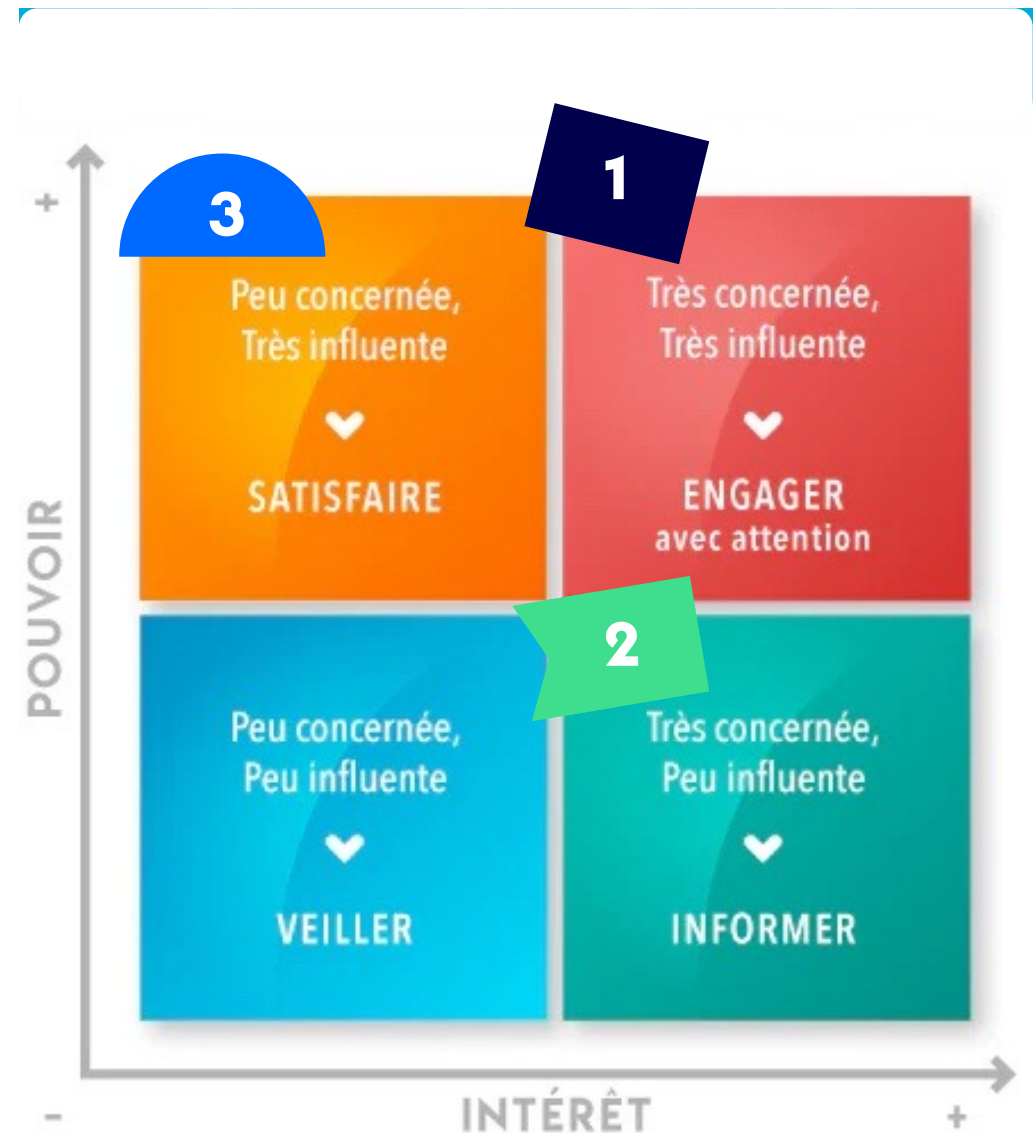 +
3
1
Peu concernée,
Très influente
SATISFAIRE
Très concernée,
Très influente
ENGAGER
avec attention
POUVOIR
2
Peu concernée,
Peu influente
VEILLER
Très concernée,
Peu influente
INFORMER
-
INTÉRÊT
+